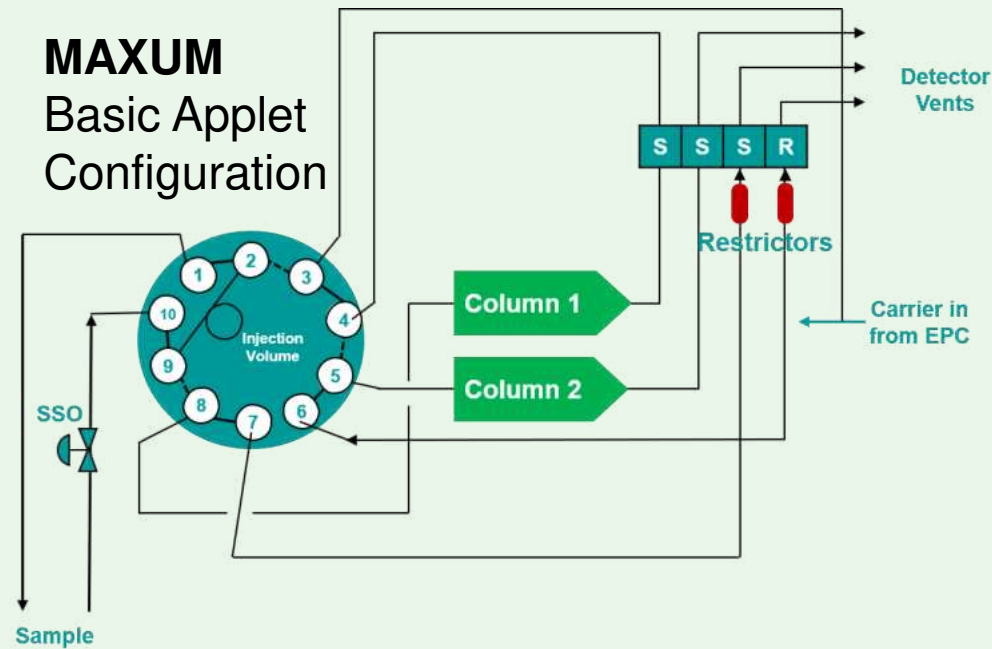 MAXUM
Basic Applet
Configuration
Detector
Vents
S S S R
Restrictors
1
2
3
4
5
6
7
8
9
10
Injection
Volume
Column 1
Column 2
Carrier in
from EPC
SSO
Sample